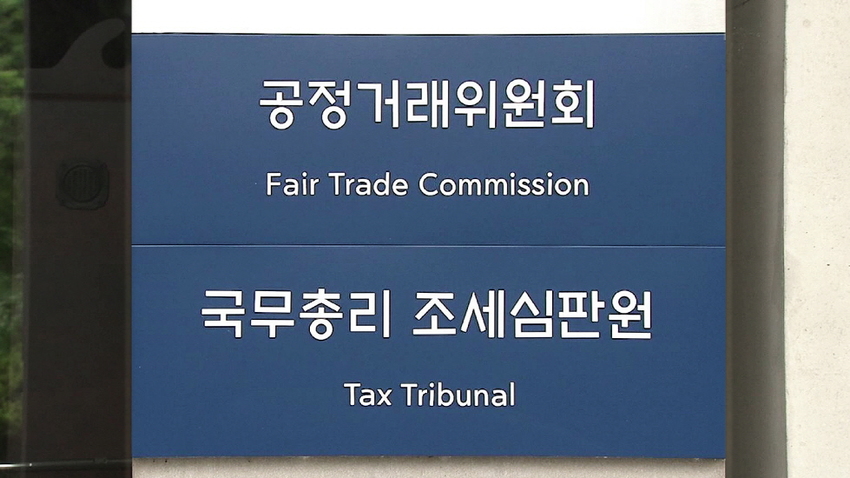 공정거래위원회
Fair Trade Commission
국무총리 조세심판원
Tax Tribunal